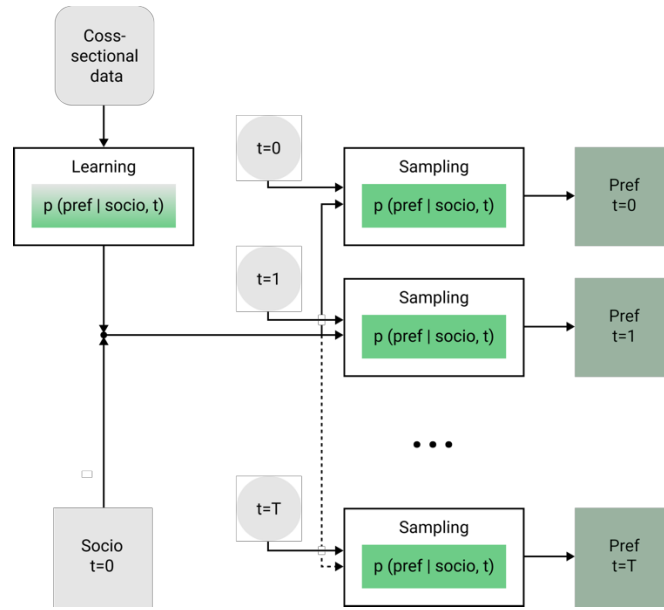 Coss-
sectional
data
Learning
p (pref | socio, t)
t=0
Sampling
p (pref | socio, t)
Pref
t=0
t=1
Sampling
p (pref | socio, t)
Pref
t=1
...
Socio
t=0
t=T
Sampling
p (pref | socio, t)
Pref
t=T